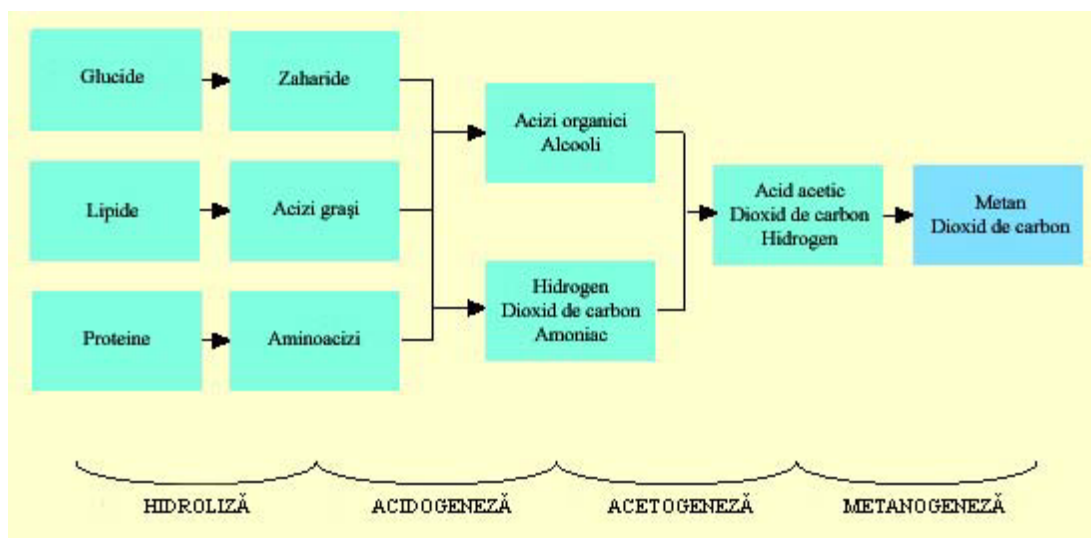 Glucide
Zaharide
Lipide
Acizi grași
Proteine
Aminoacizi
Acizi organici
Alcooli
Hidrogen
Dioxid de carbon
Amoniac
Acid acetic
Dioxid de carbon
Hidrogen
Metan
Dioxid de carbon
HIDROLIZĂ
ACIDOGENEZĂ
ACETOGENEZĂ
METANOGENEZĂ